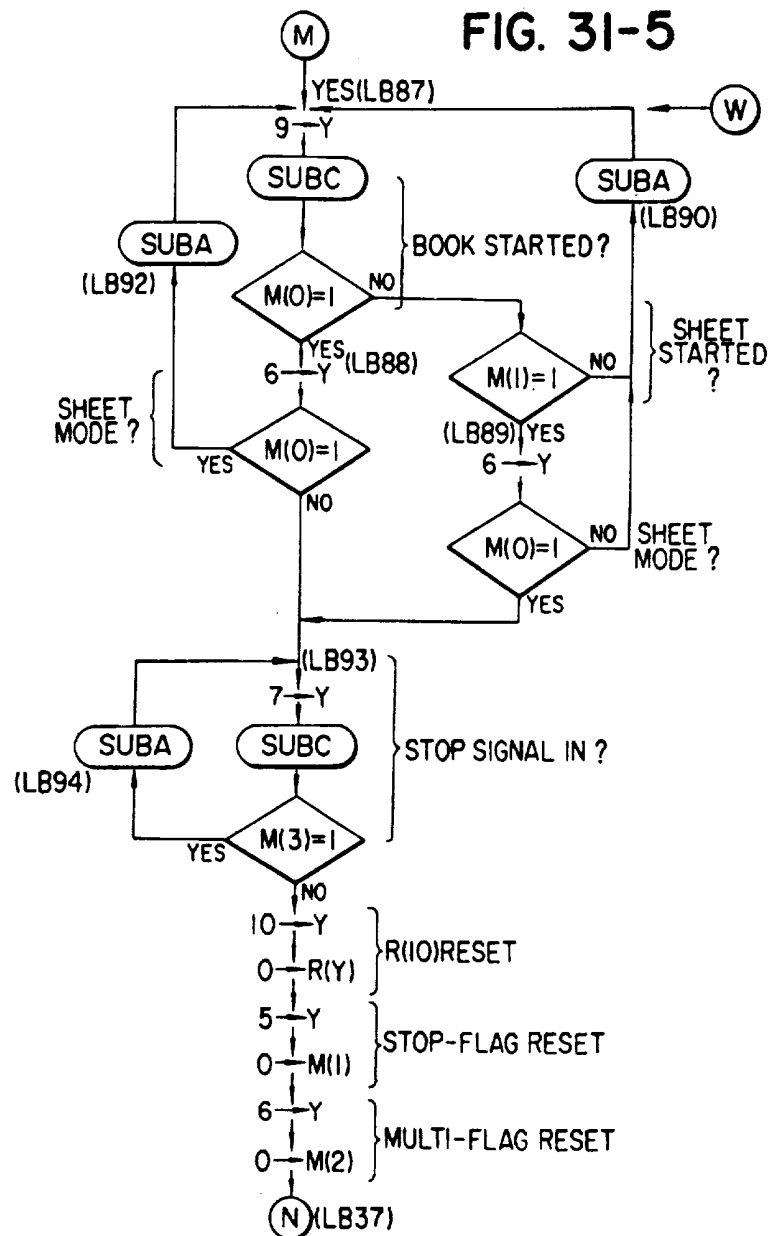 FIG. 31-5
M
YES(LB87)
9→Y
W
SUBC
SUBA
(LB90)
SUBA
(LB92)
BOOK STARTED?
M(0)=1
NO
YES
(LB88)
6→Y
SHEET
STARTED
?
M(1)=1
NO
(LB89)
YES
6→Y
SHEET
MODE?
M(0)=1
YES
NO
M(0)=1
NO
SHEET
MODE?
YES
(LB93)
7→Y
SUBA
SUBC
(LB94)
STOP SIGNAL IN?
M(3)=1
YES
NO
10→Y
0→R(Y)
R(10)RESET
5→Y
0→M(1)
STOP-FLAG RESET
6→Y
0→M(2)
MULTI-FLAG RESET
N
(LB37)